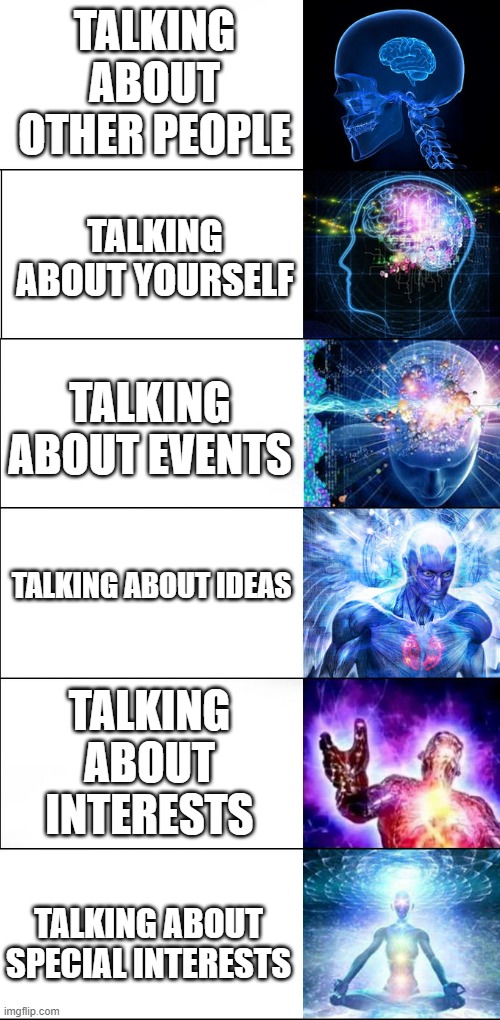 TALKING
ABOUT
OTHER PEOPLE
TALKING
ABOUT YOURSELF
TALKING
ABOUT EVENTS
TALKING ABOUT IDEAS
TALKING
ABOUT
INTERESTS
TALKING ABOUT
SPECIAL INTERESTS
imgflip.com